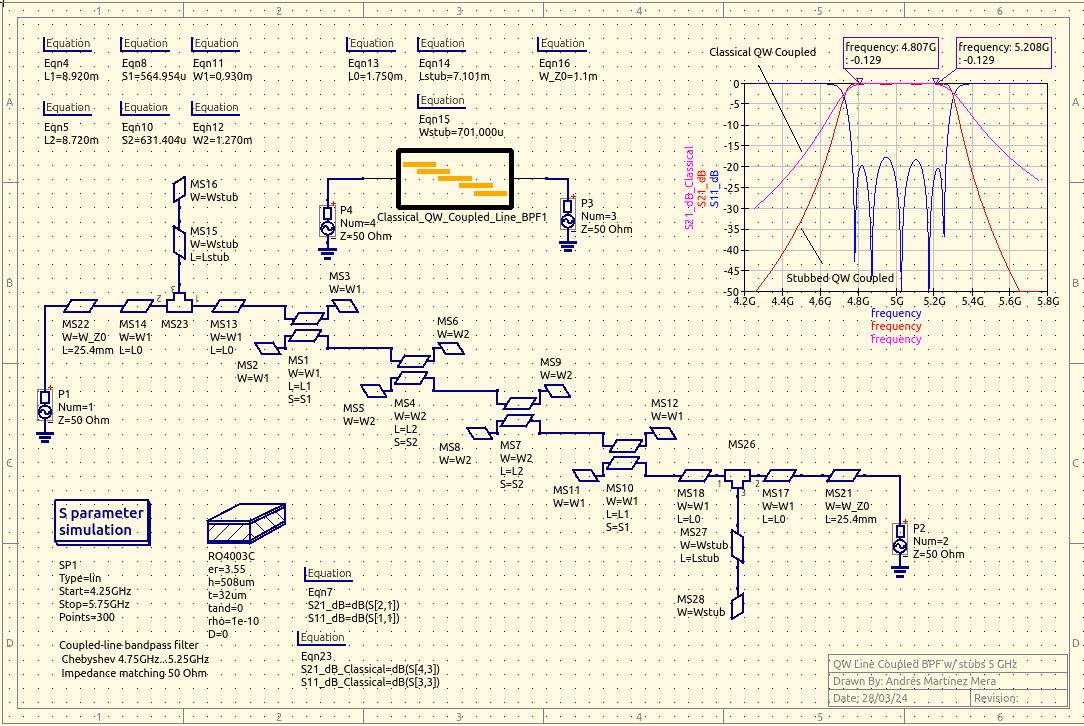 1 2 3 4 5 6
Equation Equation Equation Equation Equation Equation
Eqn4 Eqn8 Eqn11 Eqn13 Eqn14 Eqn16
L1=8.920m S1=564.954u W1=0.930m L0=1.750m Lstub=7.101m W_Z0=1.1m
Equation Equation Equation Equation
Eqn5 Eqn10 Eqn12 Eqn15
L2=8.720m S2=631.404u W2=1.270m Wstub=701,000u
Classical QW Coupled
frequency: 4.807G
: -0.129
frequency: 5.208G
: -0.129
0
-5
-10
-15
-20
-25
-30
-35
-40
-45
-50
4.2G 4.4G 4.6G 4.8G 5G 5.2G 5.4G 5.6G 5.8G
S21_dB_Classical
S21_dB
S11_dB
Stubbed QW Coupled
frequency
frequency
frequency
A A
B B
C C
D D
MS16
W=Wstub
MS15
W=Wstub
L=Lstub
P4
Num=4
Z=50 Ohm
Classical_QW_Coupled_Line_BPF1
P3
Num=3
Z=50 Ohm
MS22
W=W_Z0
L=25.4mm
MS14
W=W1
L=L0
2 3 1
MS23
MS13
W=W1
L=L0
MS3
W=W1
MS2
W=W1
MS1
W=W1
L=L1
S=S1
MS6
W=W2
MS5
W=W2
MS4
W=W2
L=L2
S=S2
MS9
W=W2
MS8
W=W2
MS7
W=W2
L=L2
S=S2
MS12
W=W1
MS11
W=W1
MS10
W=W1
L=L1
S=S1
MS26
1 2 3
MS18
W=W1
L=L0
MS17
W=W1
L=L0
MS21
W=W_Z0
L=25.4mm
MS27
W=Wstub
L=Lstub
MS28
W=Wstub
P1
Num=1
Z=50 Ohm
P2
Num=2
Z=50 Ohm
S parameter
simulation
SP1
Type=lin
Start=4.25GHz
Stop=5.75GHz
Points=300
RO4003C
er=3.55
h=508um
t=32um
tand=0
rho=1e-10
D=0
Equation
Eqn7
S21_dB=dB(S[2,1])
S11_dB=dB(S[1,1])
Equation
Eqn23
S21_dB_Classical=dB(S[4,3])
S11_dB_Classical=dB(S[3,3])
Coupled-line bandpass filter
Chebyshev 4.75GHz...5.25GHz
Impedance matching 50 Ohm
QW Line Coupled BPF w/ stubs 5 GHz
Drawn By: Andrés Martínez Mera
Date: 28/03/24 Revision:
1 2 3 4 5 6